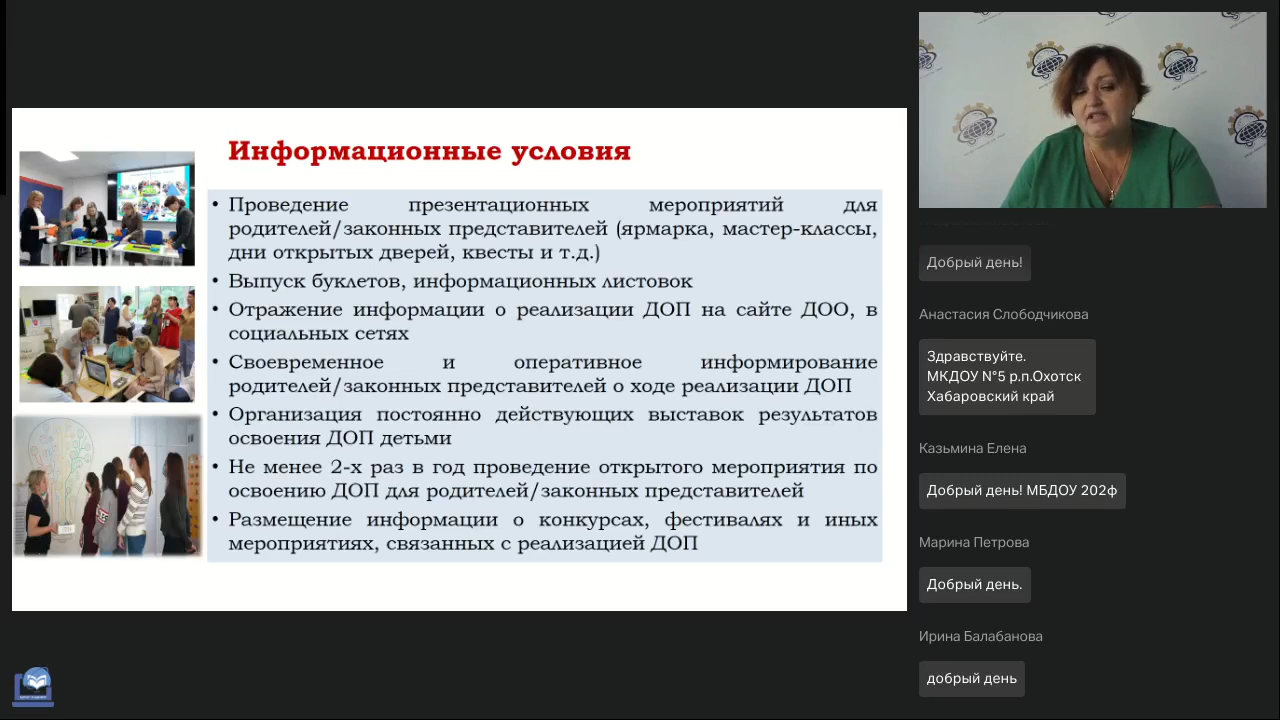 Информационные условия
• Проведение презентационных мероприятий для
родителей/законных представителей (ярмарка, мастер-классы,
дни открытых дверей, квесты и т.д.)
• Выпуск буклетов, информационных листовок
• Отражение информации о реализации ДОП на сайте ДОО, в
социальных сетях
• Своевременное и оперативное информирование
родителей/законных представителей о ходе реализации ДОП
• Организация постоянно действующих выставок результатов
освоения ДОП детьми
• Не менее 2-х раз в год проведение открытого мероприятия по
освоению ДОП для родителей/законных представителей
• Размещение информации о конкурсах, фестивалях и иных
мероприятиях, связанных с реализацией ДОП
Добрый день!
Анастасия Слободчикова
Здравствуйте.
МКДОУ N°5 р.п.Охотск
Хабаровский край
Казьмина Елена
Добрый день! МБДОУ 202ф
Марина Петрова
Добрый день.
Ирина Балабанова
добрый день